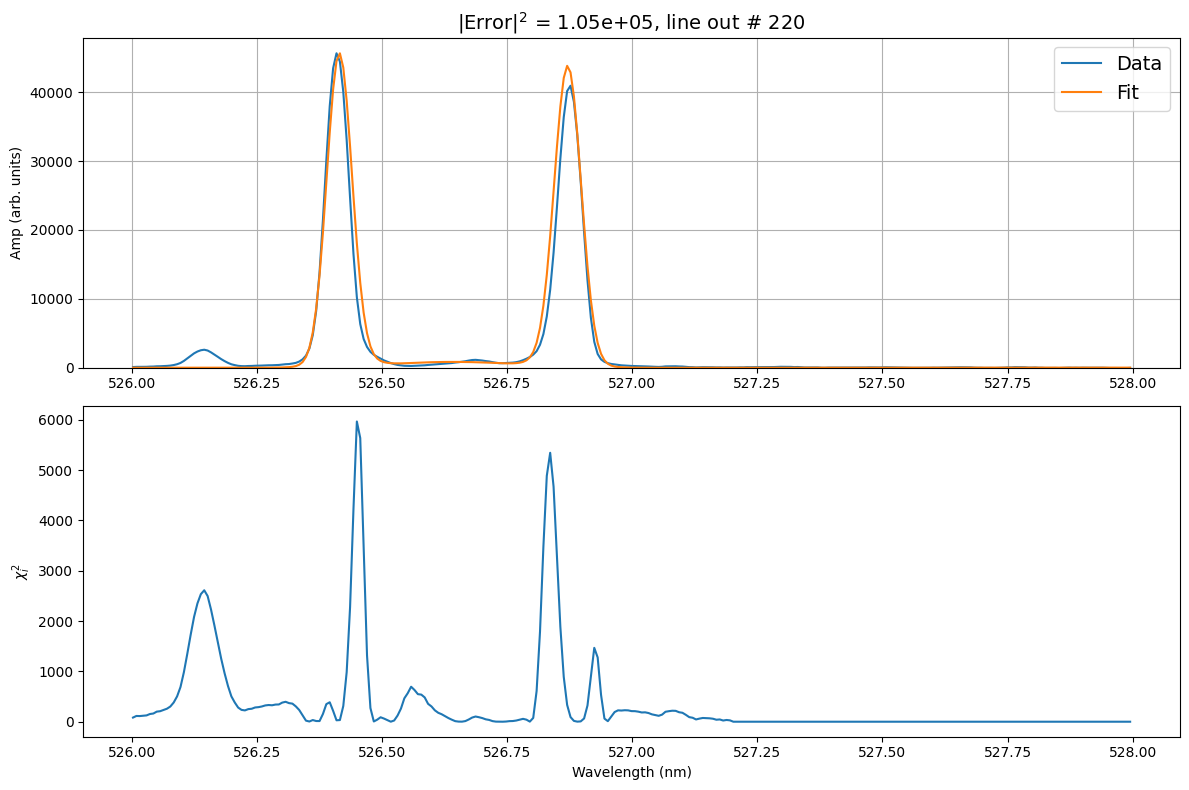 |Error|² = 1.05e+05, line out # 220
Amp (arb. units)
40000
30000
20000
10000
0
Data
Fit
526.00 526.25 526.50 526.75 527.00 527.25 527.50 527.75 528.00
χ²ᵢ
6000
5000
4000
3000
2000
1000
0
526.00 526.25 526.50 526.75 527.00 527.25 527.50 527.75 528.00
Wavelength (nm)